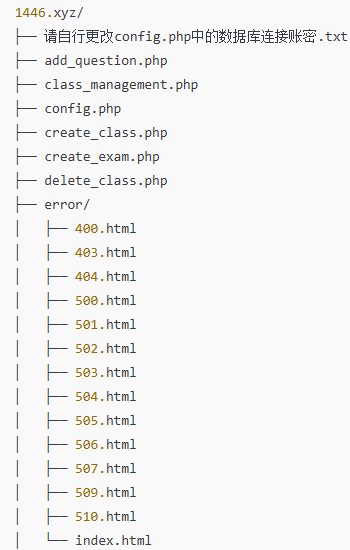 1446.xyz/
├── 请自行更改config.php中的数据库连接账密.txt
├── add_question.php
├── class_management.php
├── config.php
├── create_class.php
├── create_exam.php
├── delete_class.php
├── error/
│   ├── 400.html
│   ├── 403.html
│   ├── 404.html
│   ├── 500.html
│   ├── 501.html
│   ├── 502.html
│   ├── 503.html
│   ├── 504.html
│   ├── 505.html
│   ├── 506.html
│   ├── 507.html
│   ├── 509.html
│   ├── 510.html
│   └── index.html